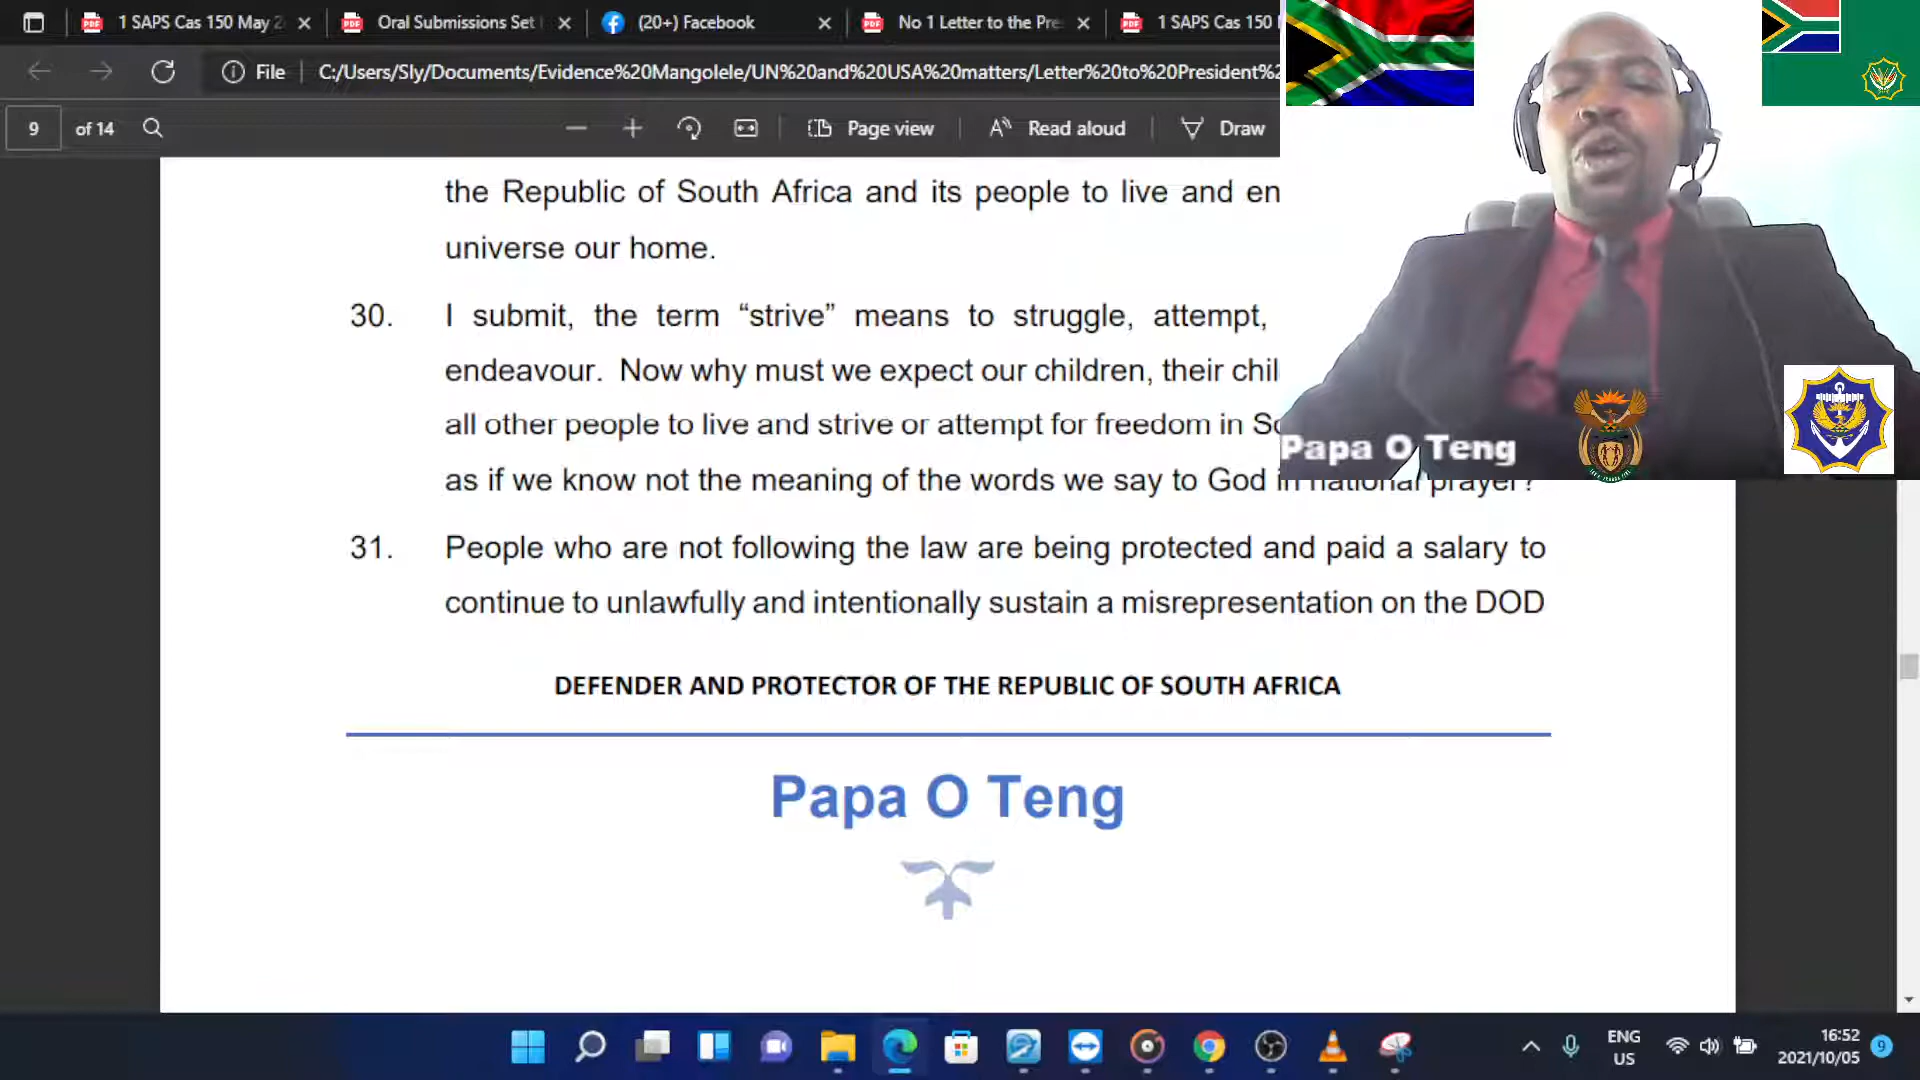 1 SAPS Cas 150 May 2
Oral Submissions Set
(20+) Facebook
No 1 Letter to the Pre
1 SAPS Cas 150
File
C:/Users/Sly/Documents/Evidence%20Mangolele/UN%20and%20USA%20matters/Letter%20to%20President%2
9 of 14
Page view
Read aloud
Draw
the Republic of South Africa and its people to live and en
universe our home.
30. I submit, the term “strive” means to struggle, attempt,
endeavour. Now why must we expect our children, their chil
all other people to live and strive or attempt for freedom in So
as if we know not the meaning of the words we say to God in national prayer?
Papa O Teng
31. People who are not following the law are being protected and paid a salary to
continue to unlawfully and intentionally sustain a misrepresentation on the DOD
DEFENDER AND PROTECTOR OF THE REPUBLIC OF SOUTH AFRICA
Papa O Teng
ENG
US
16:52
2021/10/05
9